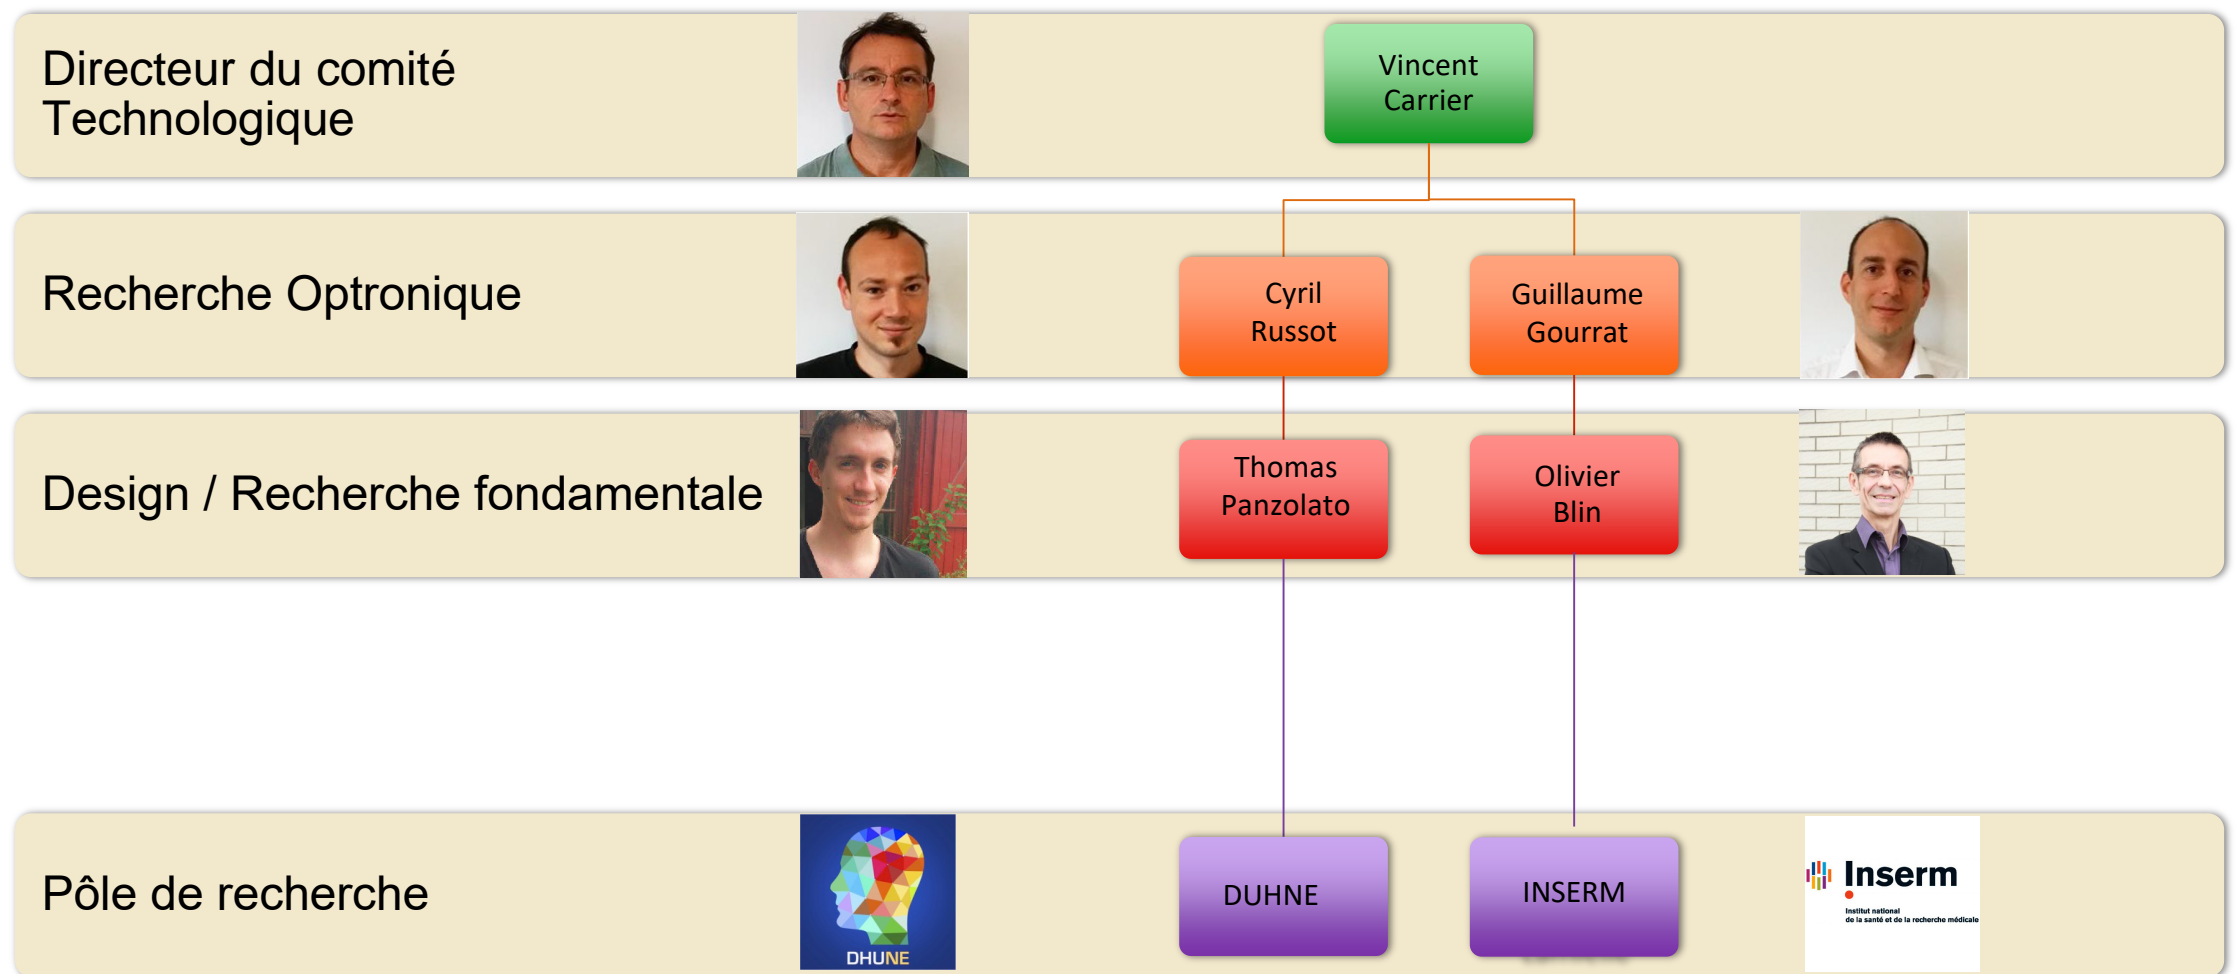 Directeur du comité
Technologique
Vincent
Carrier
Recherche Optronique
Cyril
Russot
Guillaume
Gourrat
Design / Recherche fondamentale
Thomas
Panzolato
Olivier
Blin
Pôle de recherche
DHUNE
DUHNE
INSERM
Inserm
Institut national
de la santé et de la recherche médicale